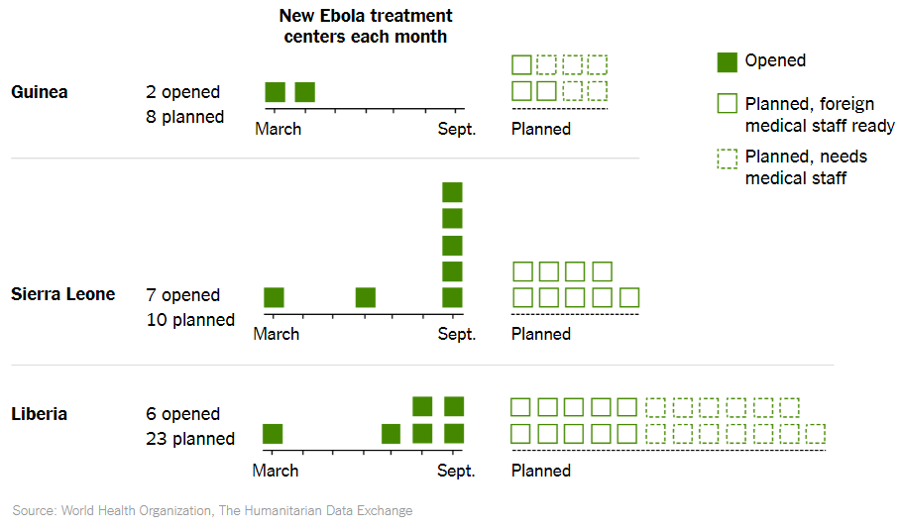 New Ebola treatment
centers each month
Opened
Planned, foreign
medical staff ready
Planned, needs
medical staff
Guinea
2 opened
8 planned
March
Sept.
Planned
Sierra Leone
7 opened
10 planned
March
Sept.
Planned
Liberia
6 opened
23 planned
March
Sept.
Planned
Source: World Health Organization, The Humanitarian Data Exchange